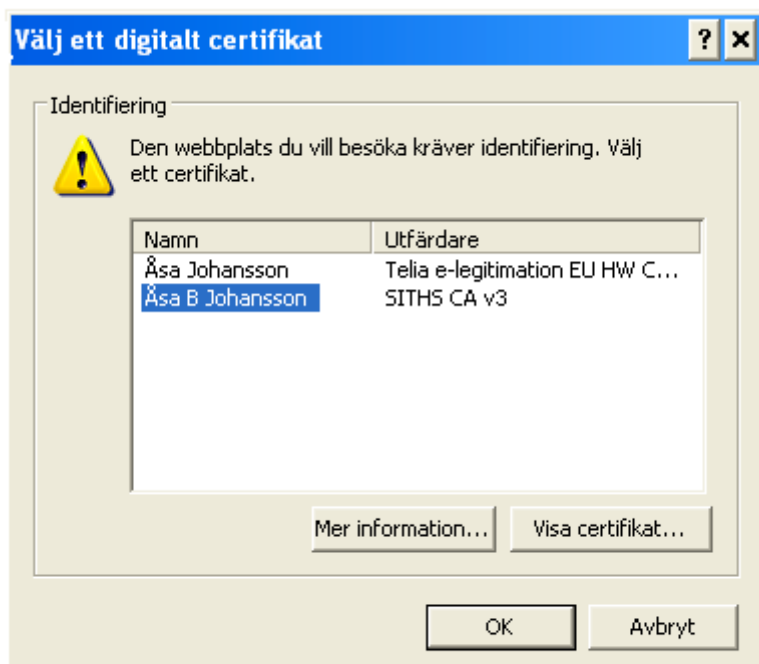 Välj ett digitalt certifikat
Identifiering
Den webbplats du vill besöka kräver identifiering. Välj
ett certifikat.
Namn Utfärdare
Åsa Johansson Telia e-legitimation EU HW C...
Åsa B Johansson SITHS CA v3
Mer information... Visa certifikat...
OK Avbryt